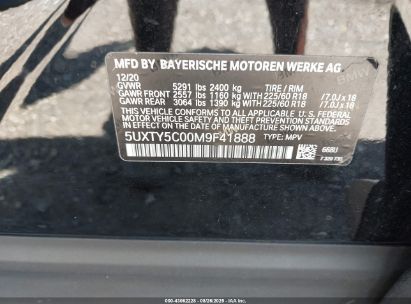 MFD BY BAYERISCHE MOTOREN WERKE AG
12/20
GVWR 5291 lbs 2400 kg TIRE / RIM
GAWR FRONT 2557 lbs 1160 kg WITH 225/60 R18 /7.0J x 18
GAWR REAR 3064 lbs 1390 kg WITH 225/60 R18 /7.0J x 18
THIS VEHICLE CONFORMS TO ALL APPLICABLE U.S. FEDERAL
MOTOR VEHICLE SAFETY, BUMPER AND THEFT PREVENTION
STANDARDS IN EFFECT ON THE DATE OF MANUFACTURE SHOWN ABOVE.
5UXTY5C00M9F41888 TYPE: MPV
668U